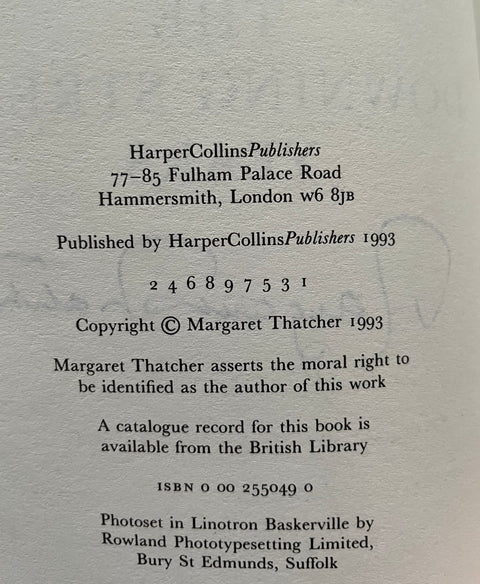 HarperCollinsPublishers
77–85 Fulham Palace Road
Hammersmith, London W6 8JB
Published by HarperCollinsPublishers 1993
2 4 6 8 9 7 5 3 1
Copyright © Margaret Thatcher 1993
Margaret Thatcher asserts the moral right to
be identified as the author of this work
A catalogue record for this book is
available from the British Library
ISBN 0 00 255049 0
Photoset in Linotron Baskerville by
Rowland Phototypesetting Limited,
Bury St Edmunds, Suffolk